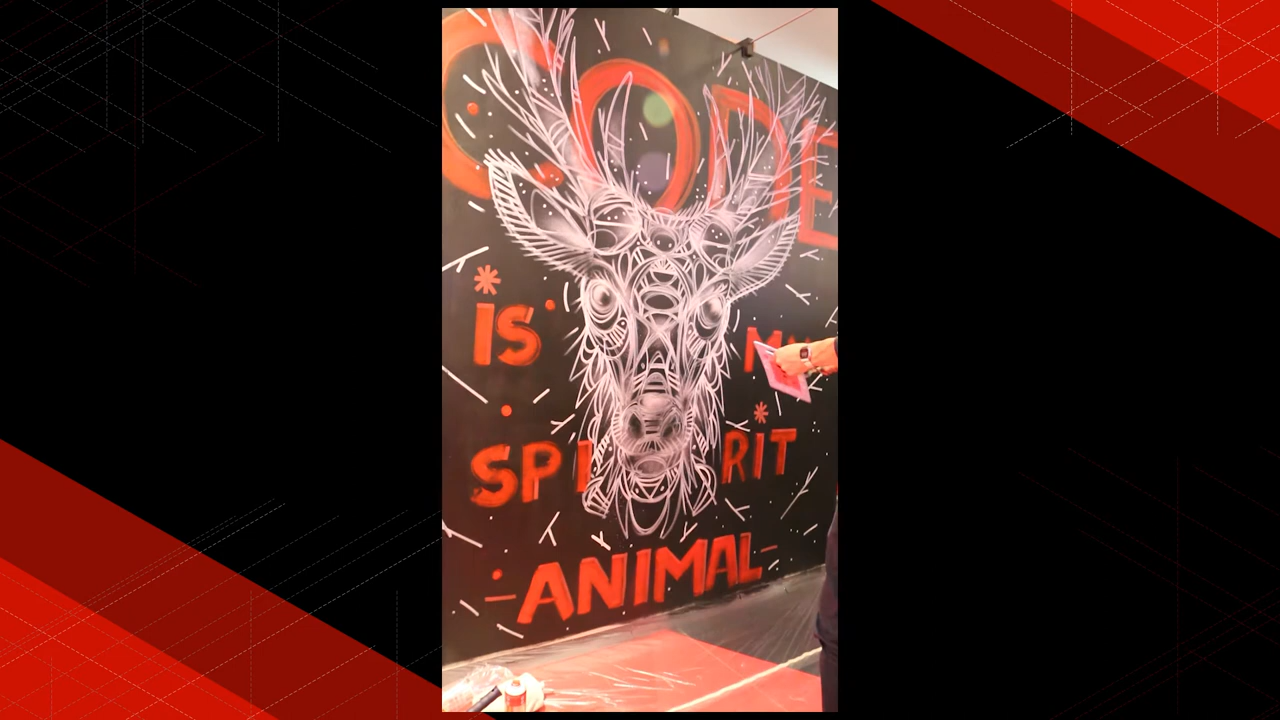 CODE
*
IS M
*
SPIRIT
-ANIMAL-